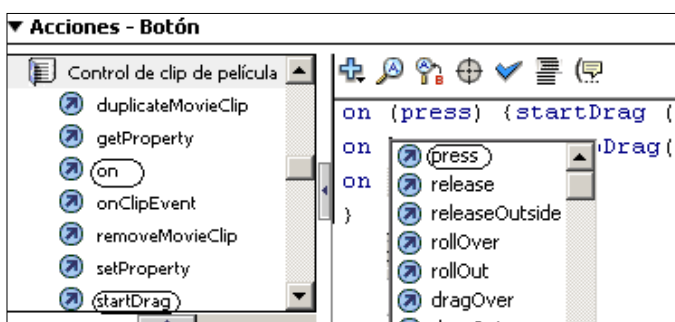 Acciones - Botón
Control de clip de película
duplicateMovieClip
getProperty
on
onClipEvent
removeMovieClip
setProperty
startDrag
on (press) {startDrag (
on Drag(
on
}
press
release
releaseOutside
rollOver
rollOut
dragOver